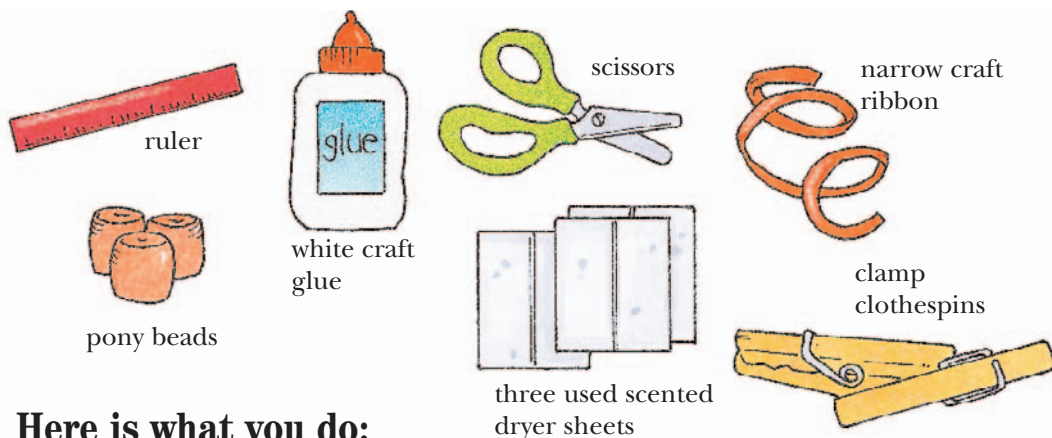 scissors
narrow craft
ribbon
ruler
glue
white craft
glue
clamp
clothespins
pony beads
three used scented
dryer sheets
Here is what you do: